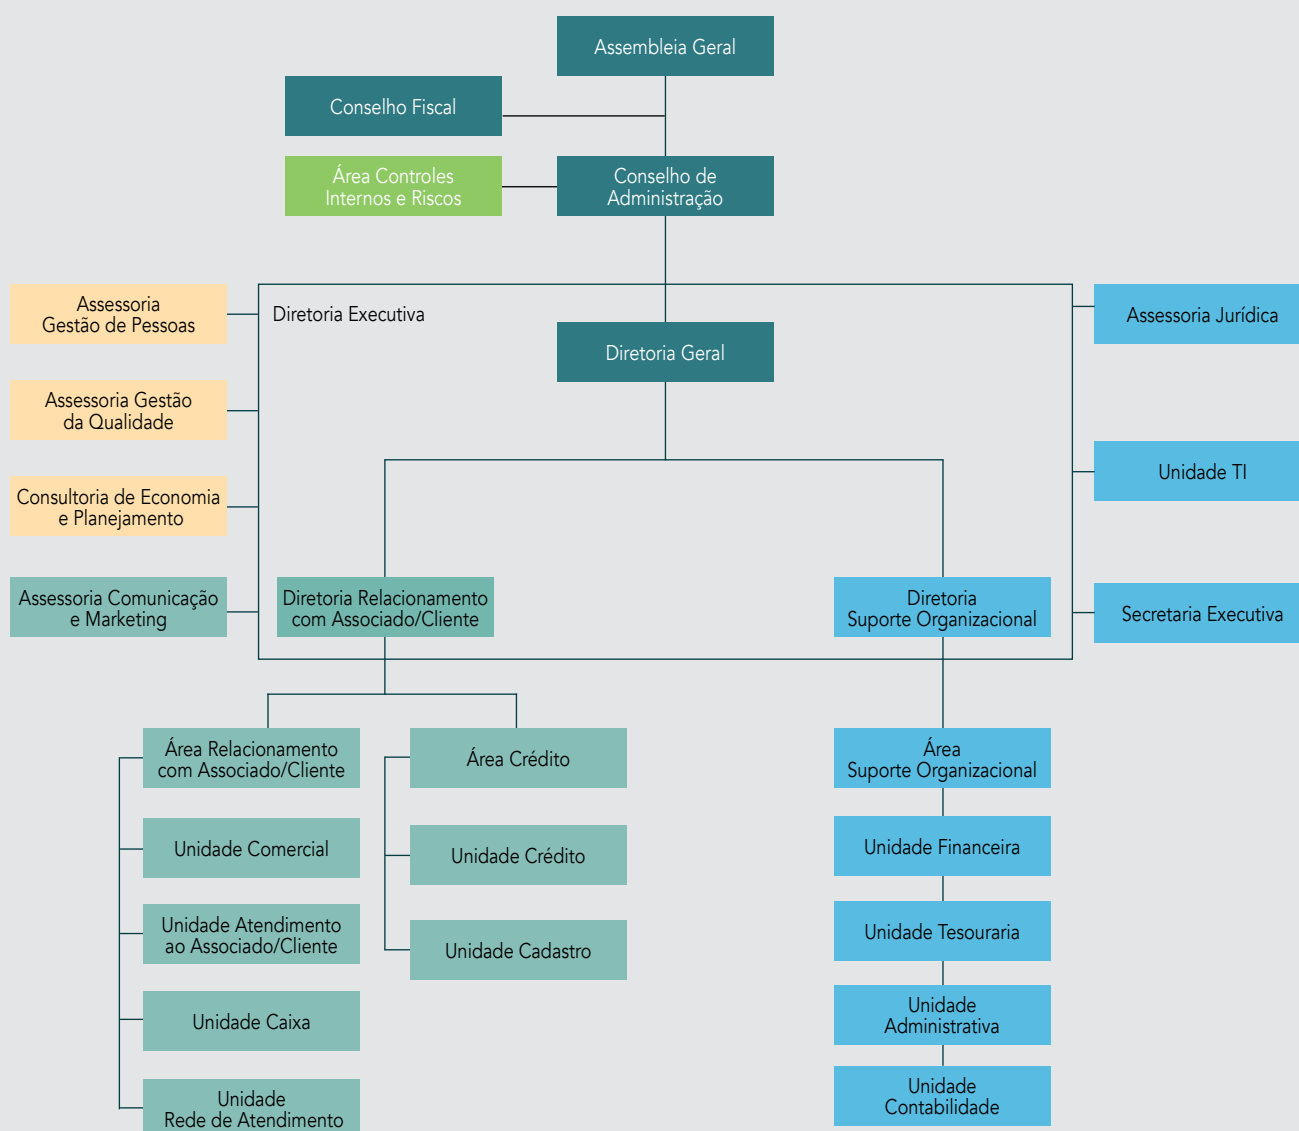 Assembleia Geral
Conselho Fiscal
Área Controles
Internos e Riscos
Conselho de
Administração
Assessoria
Gestão de Pessoas
Diretoria Executiva
Assessoria Jurídica
Diretoria Geral
Assessoria Gestão
da Qualidade
Unidade TI
Consultoria de Economia
e Planejamento
Assessoria Comunicação
e Marketing
Diretoria Relacionamento
com Associado/Cliente
Diretoria
Suporte Organizacional
Secretaria Executiva
Área Relacionamento
com Associado/Cliente
Área Crédito
Área
Suporte Organizacional
Unidade Comercial
Unidade Crédito
Unidade Financeira
Unidade Atendimento
ao Associado/Cliente
Unidade Cadastro
Unidade Tesouraria
Unidade Caixa
Unidade
Administrativa
Unidade
Rede de Atendimento
Unidade
Contabilidade